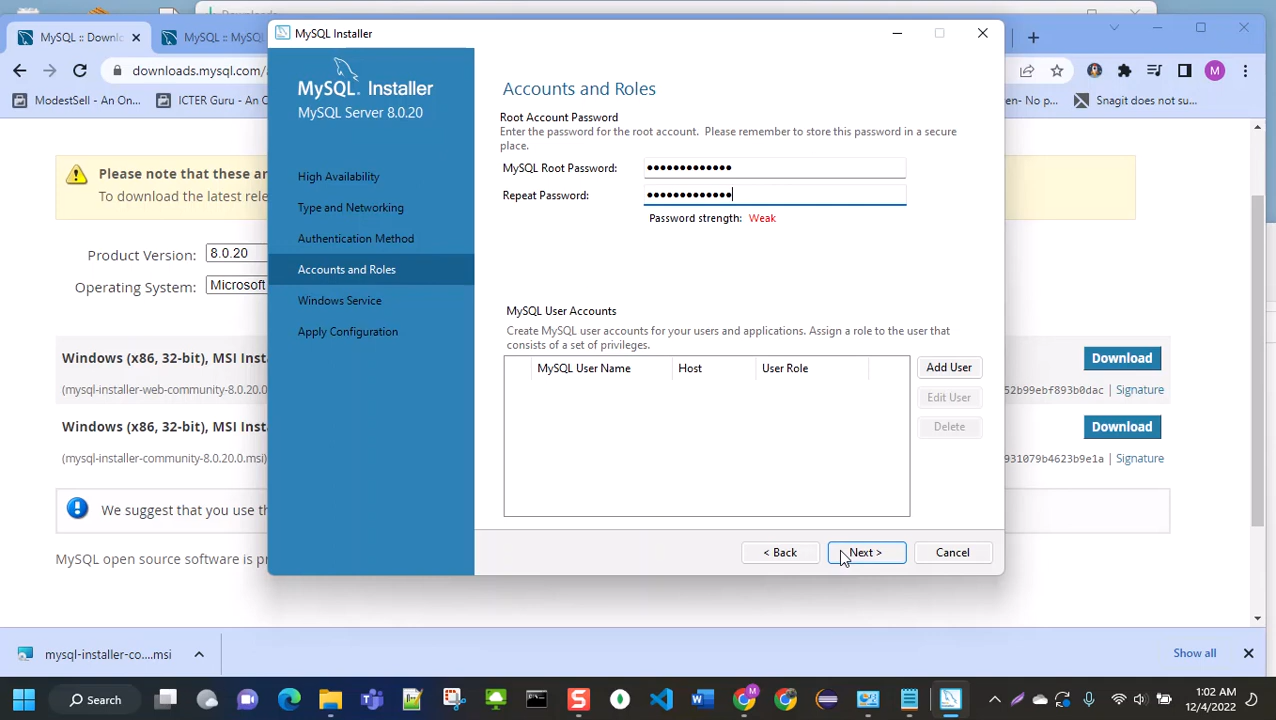 MySQL Installer
MySQL :: Downlo
MySQL :: MySQL
downloads.mysql.com/a
M
ModestSell - An On...
ICTER Guru - An C
en- No p...
Snagit does not su...
MySQL. Installer
MySQL Server 8.0.20
High Availability
Type and Networking
Authentication Method
Accounts and Roles
Windows Service
Apply Configuration
Accounts and Roles
Root Account Password
Enter the password for the root account. Please remember to store this password in a secure
place.
MySQL Root Password: •••••••••••••
Repeat Password: •••••••••••••
Password strength: Weak
MySQL User Accounts
Create MySQL user accounts for your users and applications. Assign a role to the user that
consists of a set of privileges.
MySQL User Name Host User Role
Add User
Edit User
Delete
< Back Next > Cancel
Please note that these ar
To download the latest rele
Product Version: 8.0.20
Operating System: Microsoft
Windows (x86, 32-bit), MSI Insta
Download
(mysql-installer-web-community-8.0.20.0
52b99ebf893b0dac | Signature
Windows (x86, 32-bit), MSI Insta
Download
(mysql-installer-community-8.0.20.0.msi)
931079b4623b9e1a | Signature
We suggest that you use th
MySQL open source software is pr
mysql-installer-co....msi
Show all
Search
1:02 AM
12/4/2022